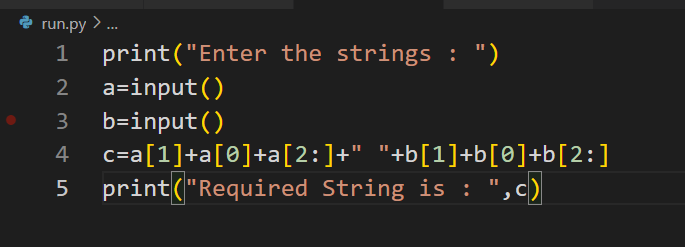 run.py > ...
1 print("Enter the strings : ")
2 a=input()
3 b=input()
4 c=a[1]+a[0]+a[2:]+" "+b[1]+b[0]+b[2:]
5 print("Required String is : ",c)